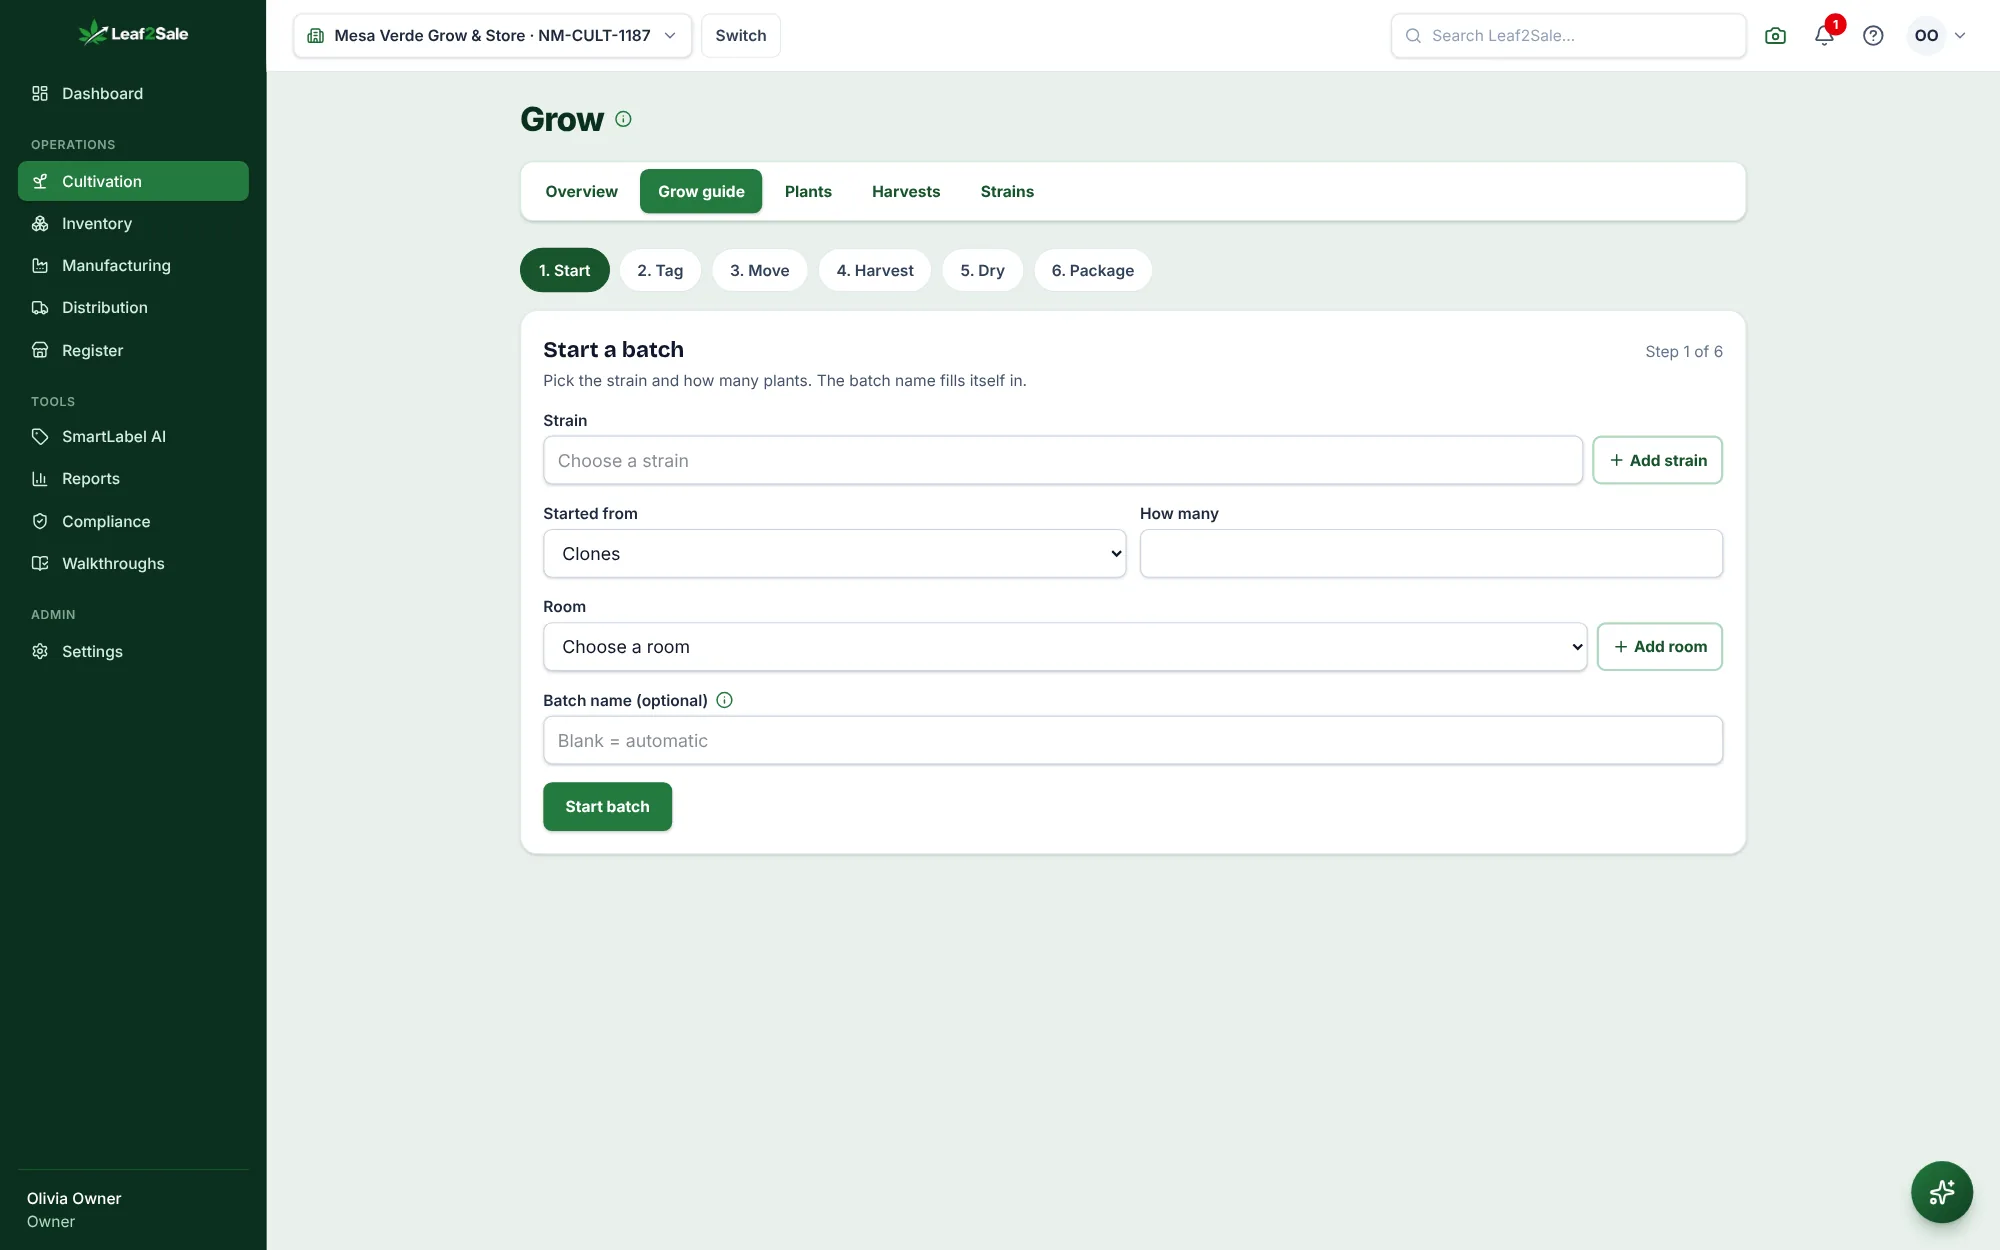 Leaf2Sale
Mesa Verde Grow & Store · NM-CULT-1187
Switch
Search Leaf2Sale...
1
OO
Dashboard
OPERATIONS
Cultivation
Inventory
Manufacturing
Distribution
Register
TOOLS
SmartLabel AI
Reports
Compliance
Walkthroughs
ADMIN
Settings
Olivia Owner
Owner
Grow
Overview Grow guide Plants Harvests Strains
1. Start 2. Tag 3. Move 4. Harvest 5. Dry 6. Package
Start a batch
Step 1 of 6
Pick the strain and how many plants. The batch name fills itself in.
Strain
Choose a strain
+ Add strain
Started from
How many
Clones
Room
Choose a room
+ Add room
Batch name (optional)
Blank = automatic
Start batch